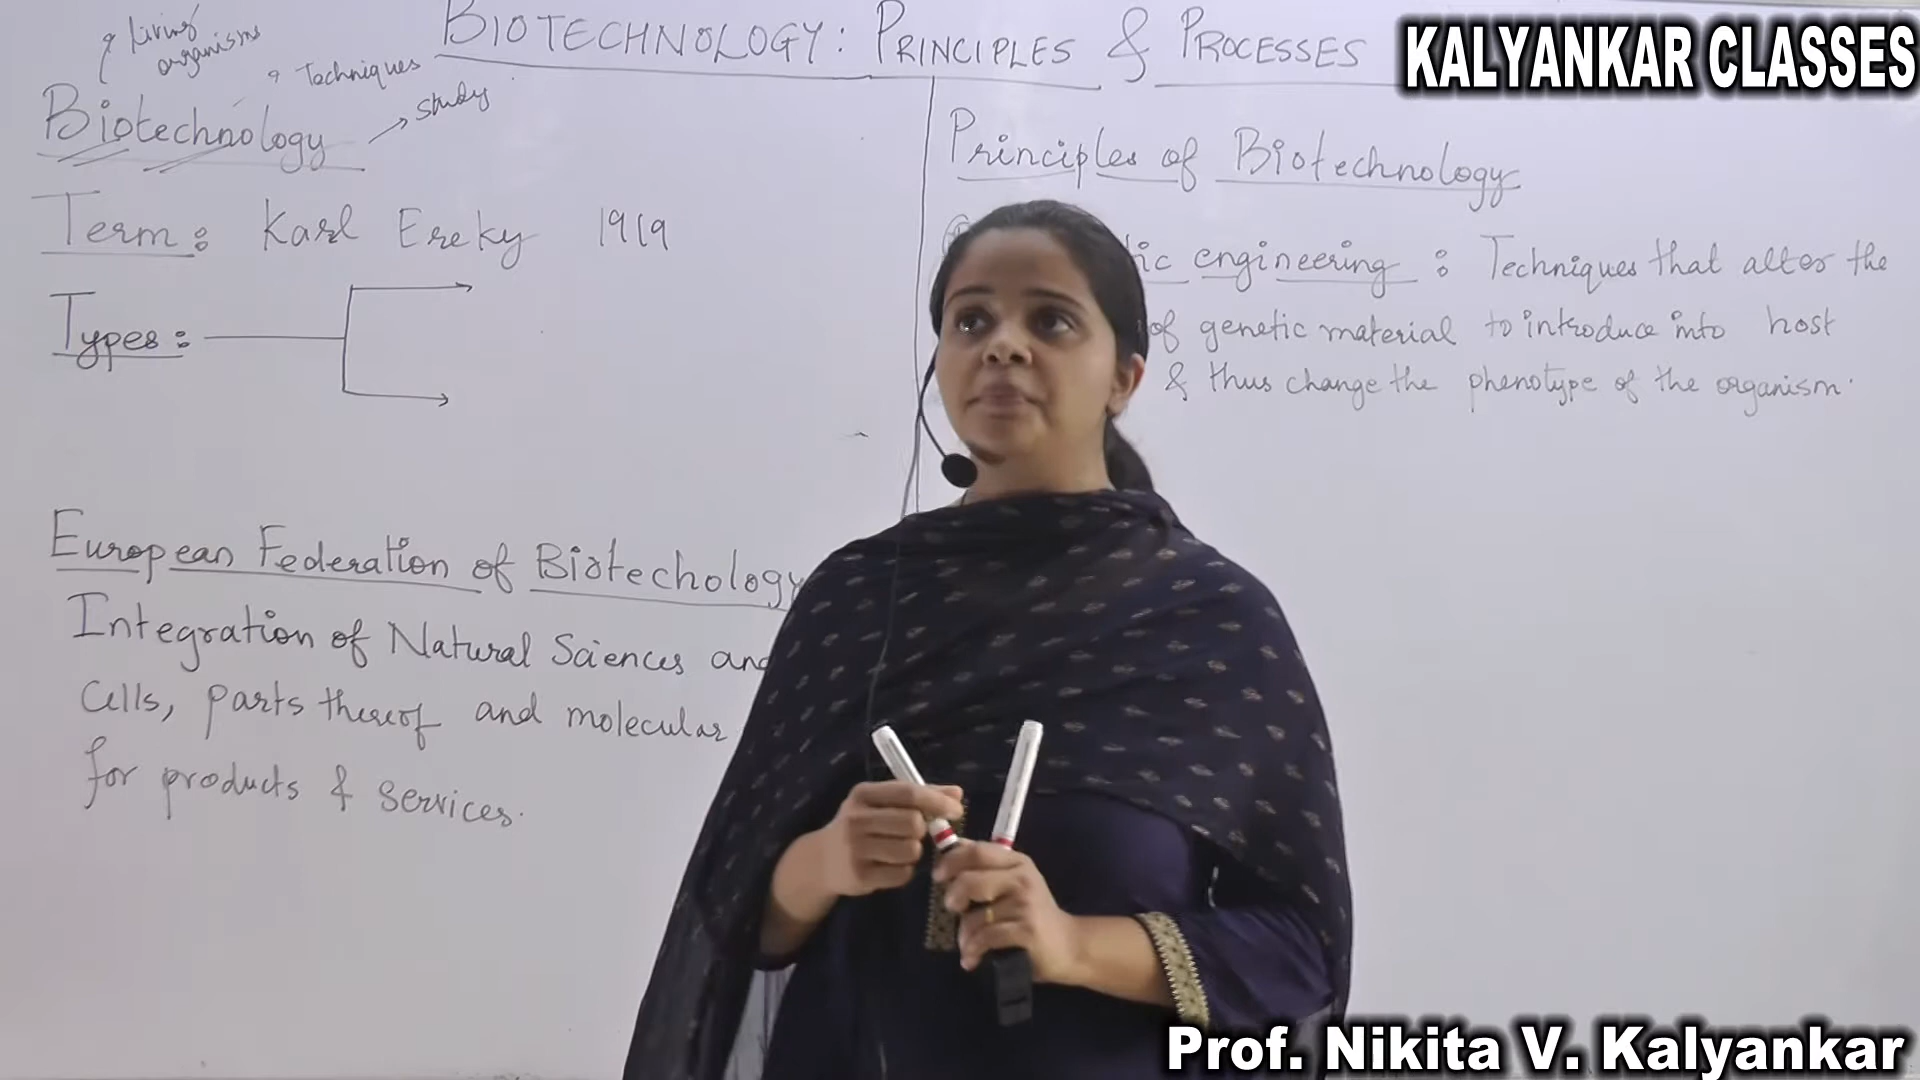 BIOTECHNOLOGY: PRINCIPLES & PROCESSES
KALYANKAR CLASSES
living
organisms
Techniques
study
Biotechnology
Term: Karl Ereky 1919
Types:
European Federation of Biotechology
Integration of Natural Sciences and
Cells, parts thereof and molecular
for products & services.
Principles of Biotechnology
tic engineering : Techniques that alter the
of genetic material to introduce into host
& thus change the phenotype of the organism.
Prof. Nikita V. Kalyankar